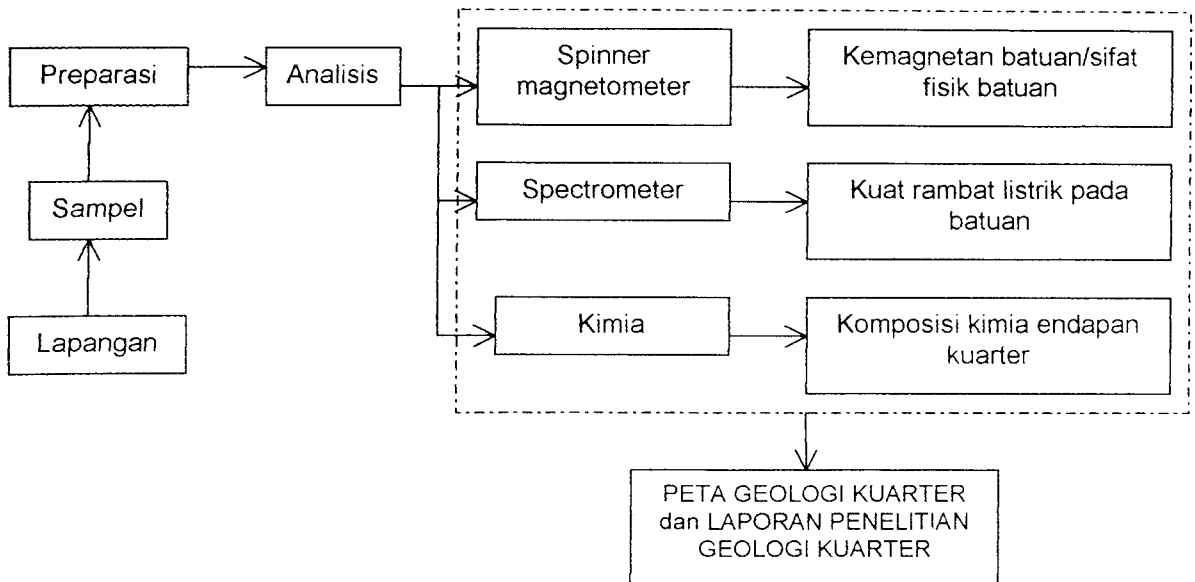 Preparasi
Analisis
Spinner
magnetometer
Kemagnetan batuan/sifat
fisik batuan
Sampel
Spectrometer
Kuat rambat listrik pada
batuan
Lapangan
Kimia
Komposisi kimia endapan
kuarter
PETA GEOLOGI KUARTER
dan LAPORAN PENELITIAN
GEOLOGI KUARTER